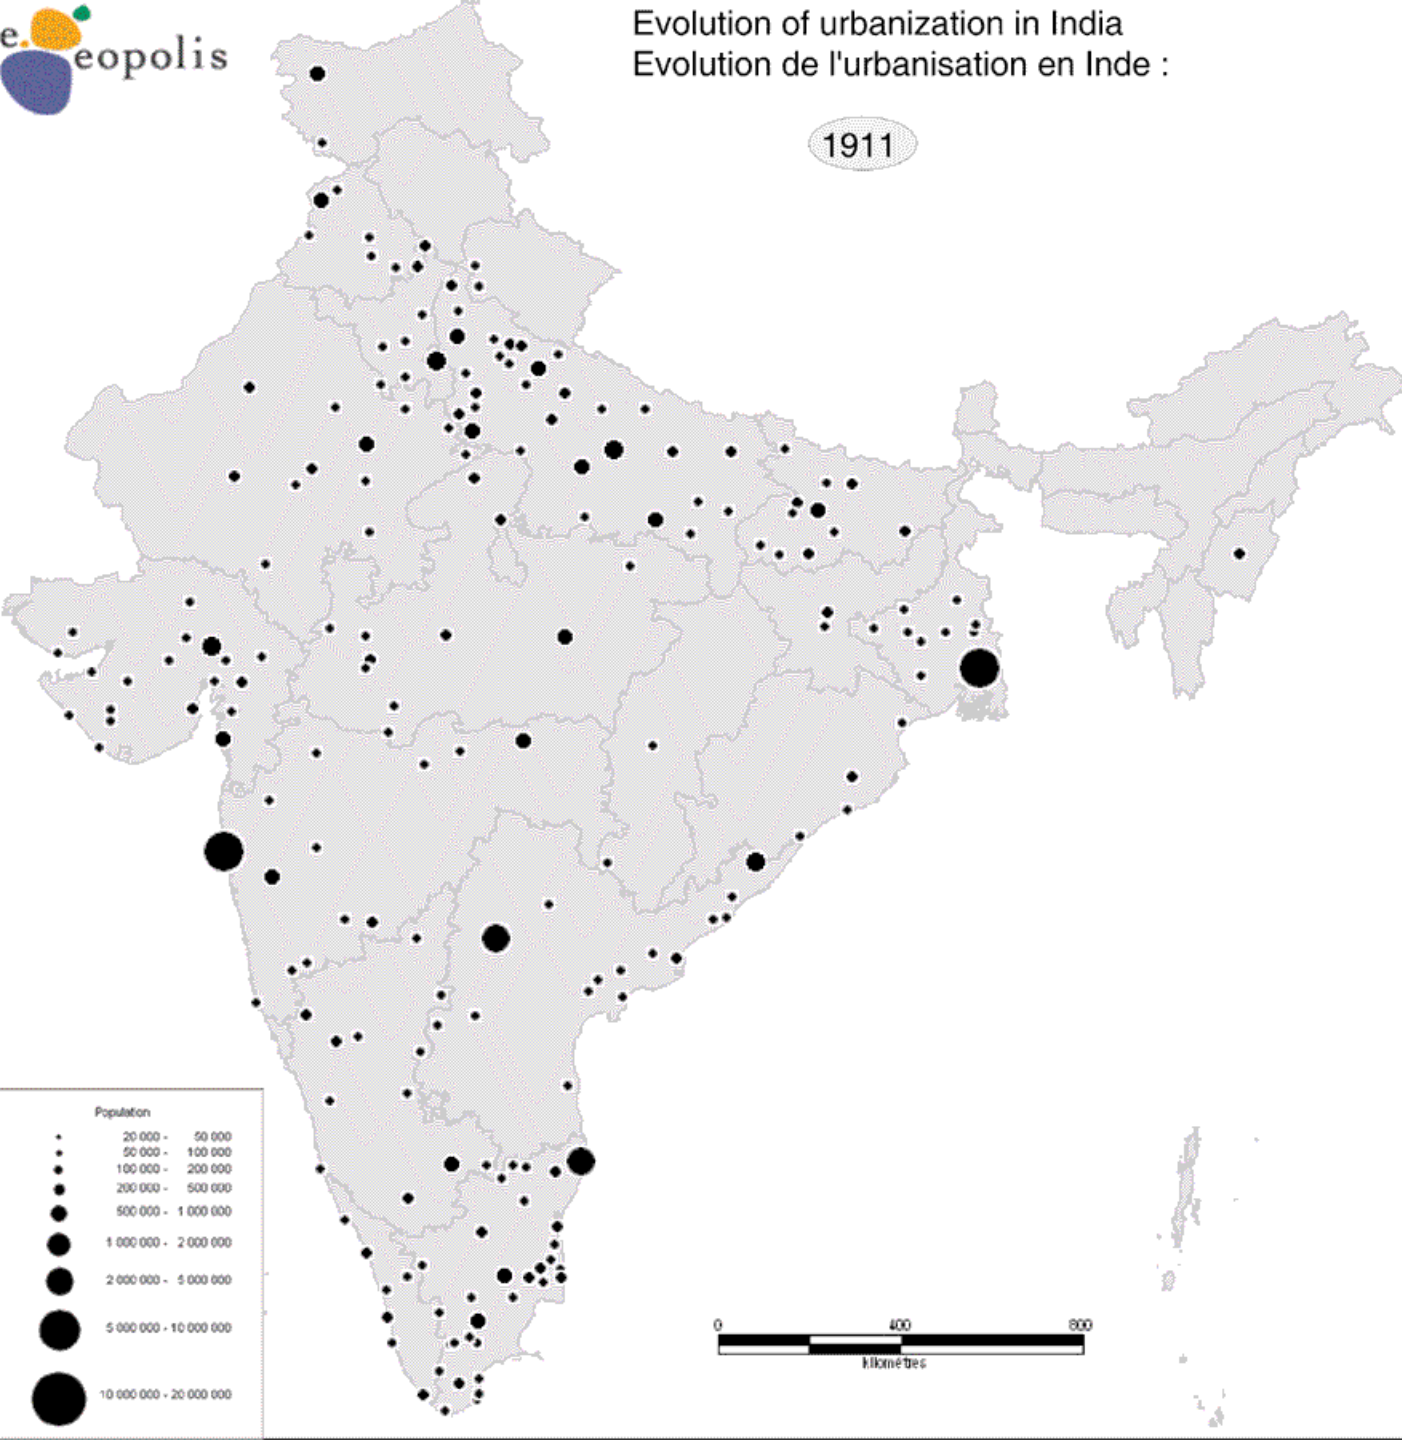 e.
eopolis
Evolution of urbanization in India
Evolution de l'urbanisation en Inde :
1911
Population
20 000 - 50 000
50 000 - 100 000
100 000 - 200 000
200 000 - 500 000
500 000 - 1 000 000
1 000 000 - 2 000 000
2 000 000 - 5 000 000
5 000 000 - 10 000 000
10 000 000 - 20 000 000
0 400 800
kilométres